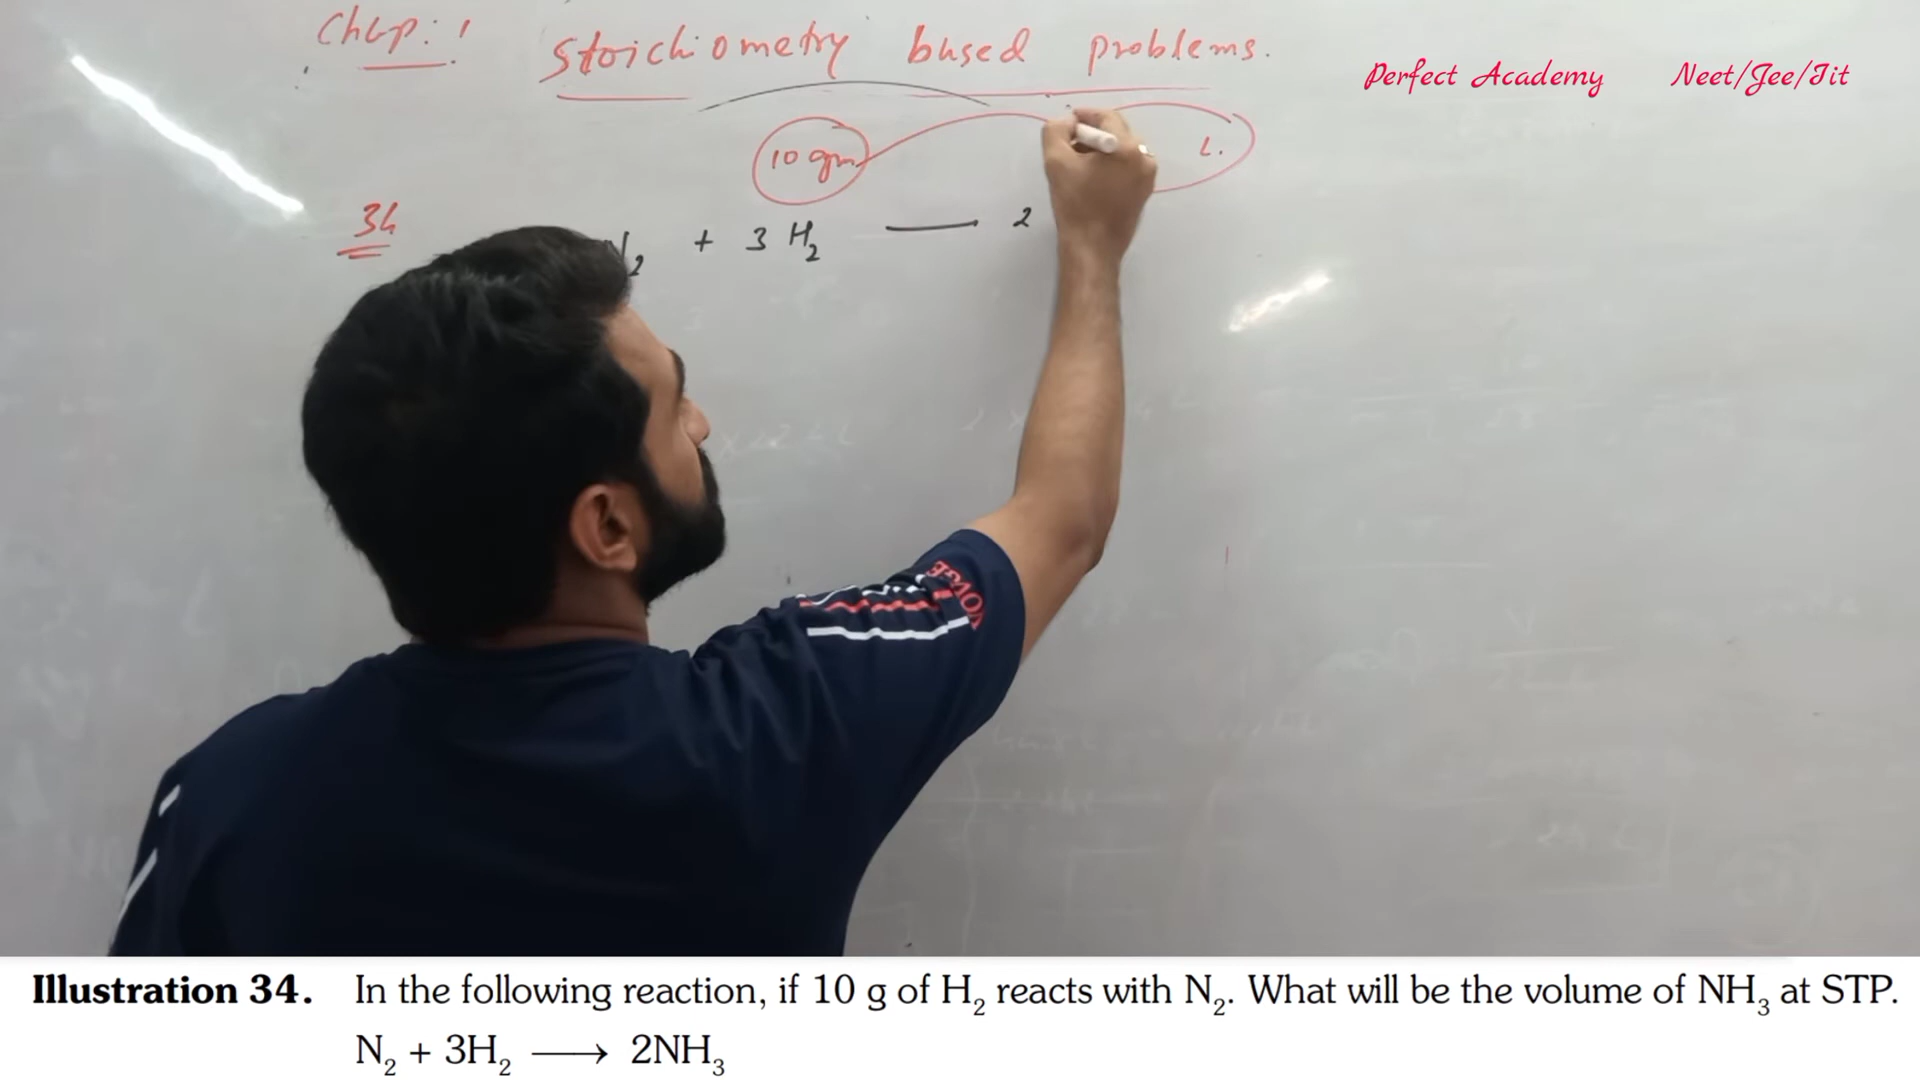 Chap: 1 Stoichiometry based problems.
Perfect Academy Neet/Jee/Iit
10 gm L.
34 N2 + 3 H2 — 2
VOVGE
Illustration 34. In the following reaction, if 10 g of H₂ reacts with N₂. What will be the volume of NH₃ at STP.
N₂ + 3H₂ ⟶ 2NH₃